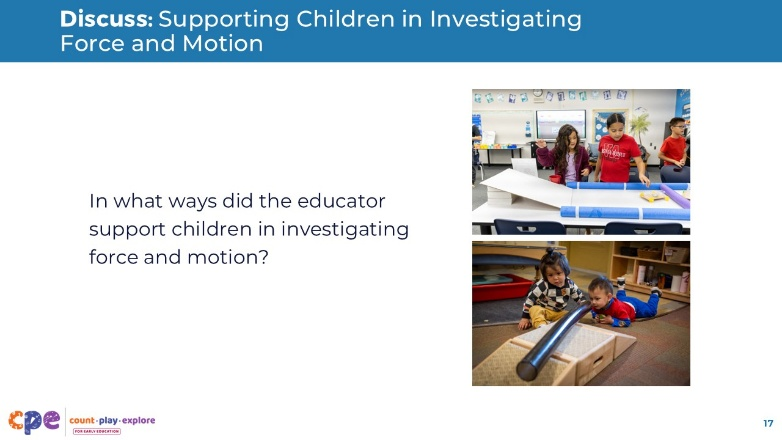 Discuss: Supporting Children in Investigating
Force and Motion
In what ways did the educator
support children in investigating
force and motion?
cpe
count·play·explore
FOR EARLY EDUCATION
17